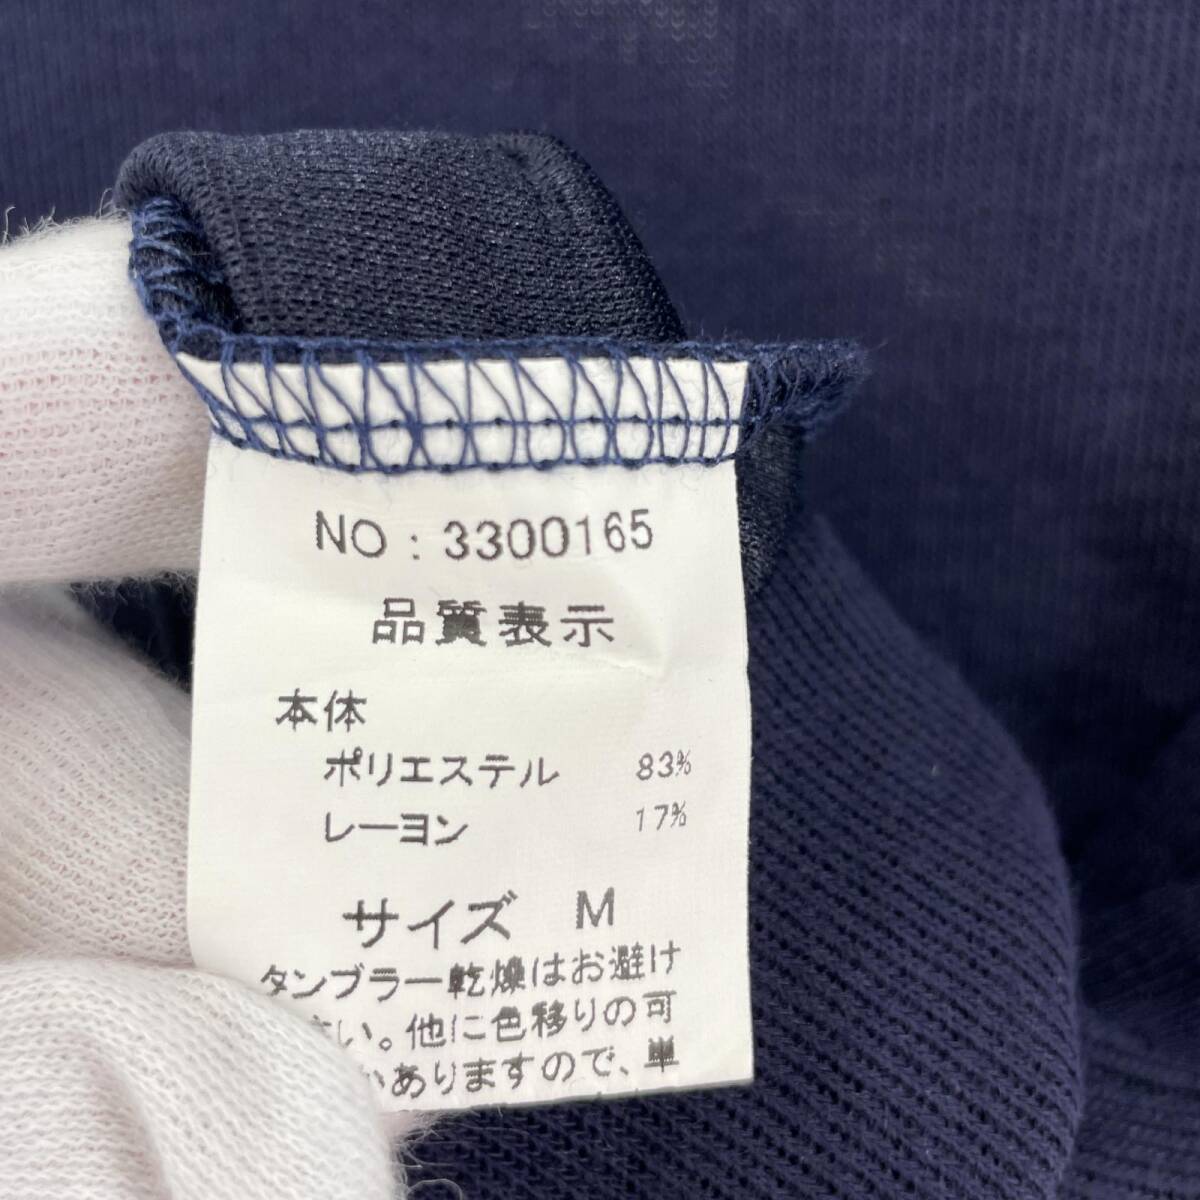 NO：3300165
品質表示
本体
ポリエステル 83%
レーヨン 17%
サイズ M
タンブラー乾燥はお避け
さい。他に色移りの可
がありますので、単